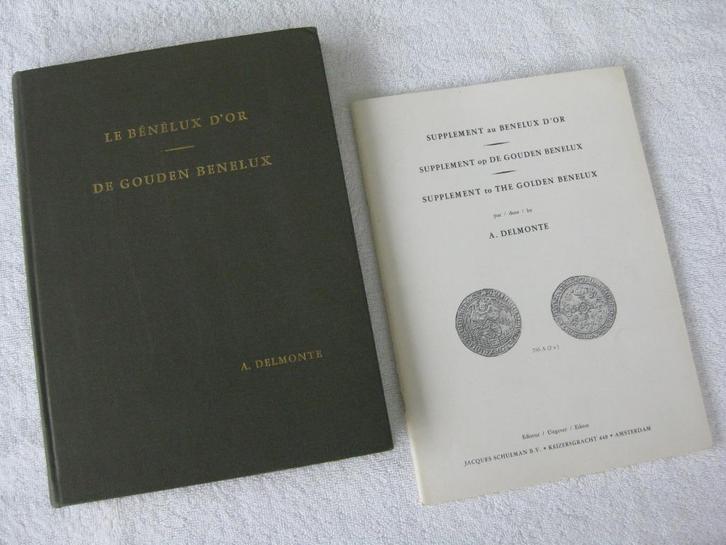 LE BÉNÉLUX D'OR
DE GOUDEN BENELUX
A. DELMONTE
SUPPLEMENT au BENELUX D'OR
SUPPLEMENT op DE GOUDEN BENELUX
SUPPLEMENT to THE GOLDEN BENELUX
par / door / by
A. DELMONTE
Editeur / Uitgever / Editor
JACQUES SCHULMAN B.V. • KEIZERSGRACHT 448 • AMSTERDAM